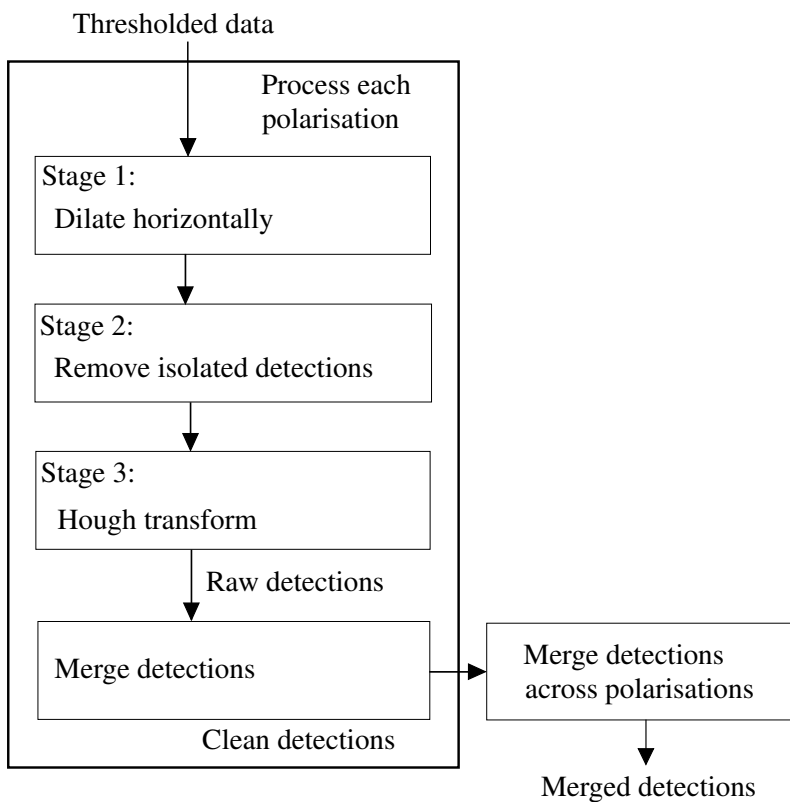 Thresholded data
Process each
polarisation
Stage 1:
Dilate horizontally
Stage 2:
Remove isolated detections
Stage 3:
Hough transform
Raw detections
Merge detections
Clean detections
Merge detections
across polarisations
Merged detections